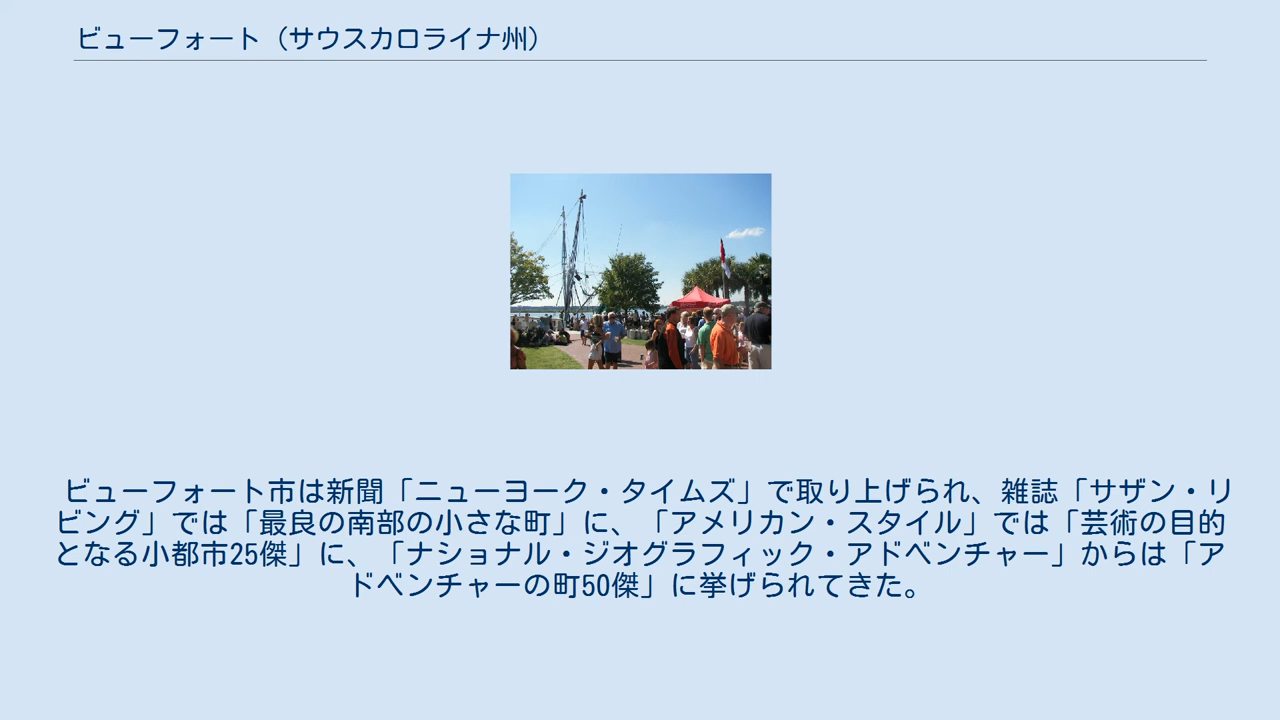 ビューフォート（サウスカロライナ州）
ビューフォート市は新聞「ニューヨーク・タイムズ」で取り上げられ、雑誌「サザン・リ
ビング」では「最良の南部の小さな町」に、「アメリカン・スタイル」では「芸術の目的
となる小都市25傑」に、「ナショナル・ジオグラフィック・アドベンチャー」からは「ア
ドベンチャーの町50傑」に挙げられてきた。